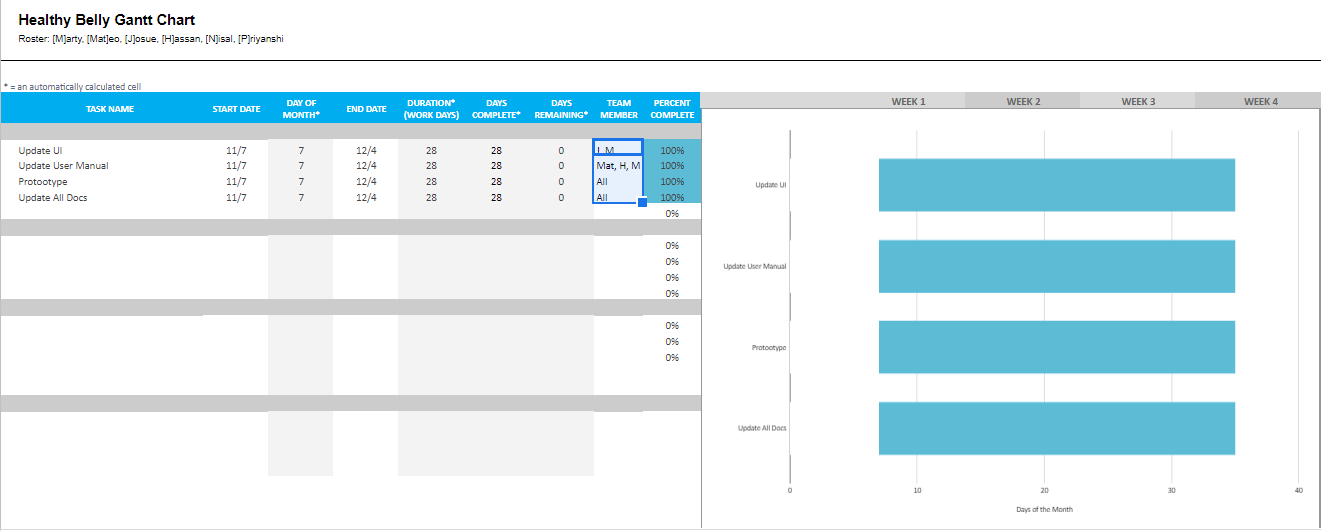 Healthy Belly Gantt Chart
Roster: [M]arty, [Mat]eo, [J]osue, [H]assan, [N]isal, [P]riyanshi
* = an automatically calculated cell
TASK NAME START DATE DAY OF MONTH* END DATE DURATION* (WORK DAYS) DAYS COMPLETE* DAYS REMAINING* TEAM MEMBER PERCENT COMPLETE
WEEK 1 WEEK 2 WEEK 3 WEEK 4
Update UI 11/7 7 12/4 28 28 0 M 100%
Update User Manual 11/7 7 12/4 28 28 0 Mat, H, M 100%
Protootype 11/7 7 12/4 28 28 0 All 100%
Update All Docs 11/7 7 12/4 28 28 0 All 100%
0%
0%
0%
0%
0%
0%
0%
0%
Update UI
Update User Manual
Protootype
Update All Docs
0 10 20 30 40
Days of the Month